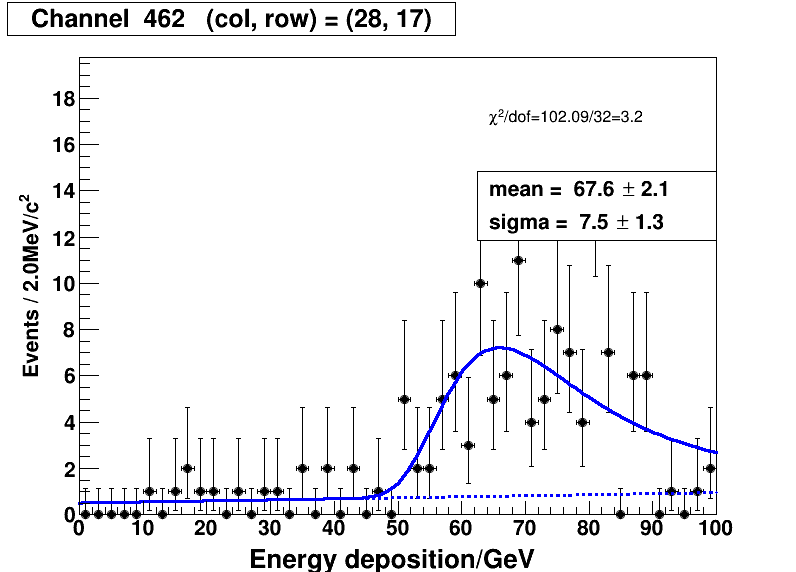 Channel  462   (col, row) = (28, 17)
χ²/dof=102.09/32=3.2
mean =  67.6 ± 2.1
sigma =  7.5 ± 1.3
Events / 2.0MeV/c²
18
16
14
12
10
8
6
4
2
0
0 10 20 30 40 50 60 70 80 90 100
Energy deposition/GeV